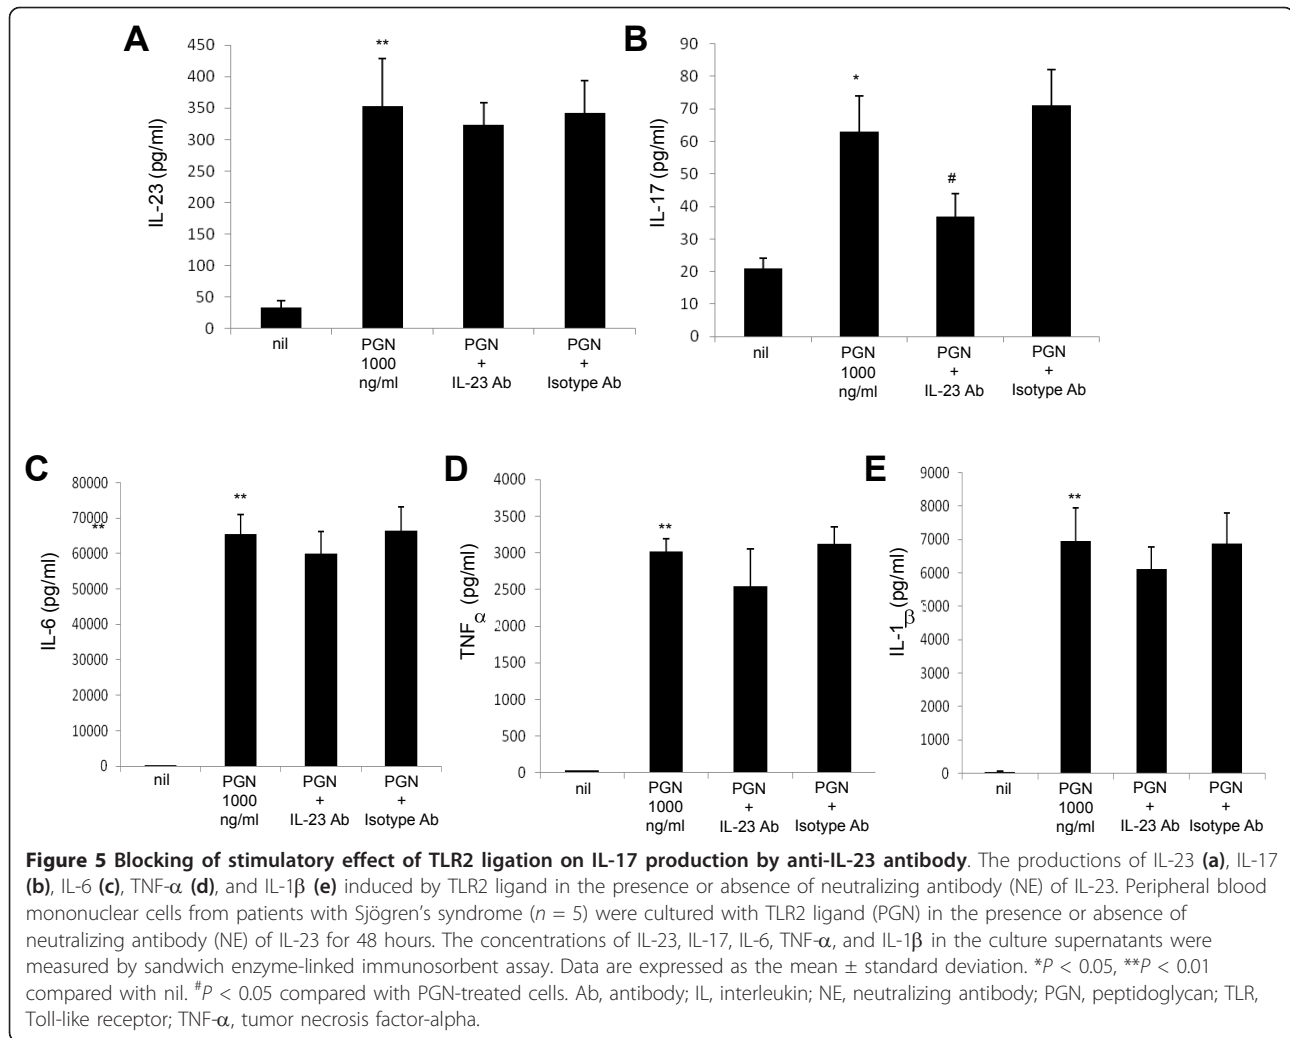 A
450
400
350
300
250
200
150
100
50
0
IL-23 (pg/ml)
**
nil
PGN
1000
ng/ml
PGN
+
IL-23 Ab
PGN
+
Isotype Ab
B
90
80
70
60
50
40
30
20
10
0
IL-17 (pg/ml)
*
#
nil
PGN
1000
ng/ml
PGN
+
IL-23 Ab
PGN
+
Isotype Ab
C
80000
70000
60000
50000
40000
30000
20000
10000
0
IL-6 (pg/ml)
**
**
nil
PGN
1000
ng/ml
PGN
+
IL-23 Ab
PGN
+
Isotype Ab
D
4000
3500
3000
2500
2000
1500
1000
500
0
TNF α (pg/ml)
**
nil
PGN
1000
ng/ml
PGN
+
IL-23 Ab
PGN
+
Isotype Ab
E
9000
8000
7000
6000
5000
4000
3000
2000
1000
0
IL-1 β (pg/ml)
**
nil
PGN
1000
ng/ml
PGN
+
IL-23 Ab
PGN
+
Isotype Ab
Figure 5 Blocking of stimulatory effect of TLR2 ligation on IL-17 production by anti-IL-23 antibody. The productions of IL-23 (a), IL-17
(b), IL-6 (c), TNF-α (d), and IL-1β (e) induced by TLR2 ligand in the presence or absence of neutralizing antibody (NE) of IL-23. Peripheral blood
mononuclear cells from patients with Sjögren's syndrome (n = 5) were cultured with TLR2 ligand (PGN) in the presence or absence of
neutralizing antibody (NE) of IL-23 for 48 hours. The concentrations of IL-23, IL-17, IL-6, TNF-α, and IL-1β in the culture supernatants were
measured by sandwich enzyme-linked immunosorbent assay. Data are expressed as the mean ± standard deviation. *P < 0.05, **P < 0.01
compared with nil. #P < 0.05 compared with PGN-treated cells. Ab, antibody; IL, interleukin; NE, neutralizing antibody; PGN, peptidoglycan; TLR,
Toll-like receptor; TNF-α, tumor necrosis factor-alpha.